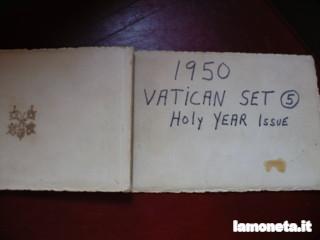 1950
VATiCAN SET ⑤
HOLY YEAR ISSUE
lamoneta.it